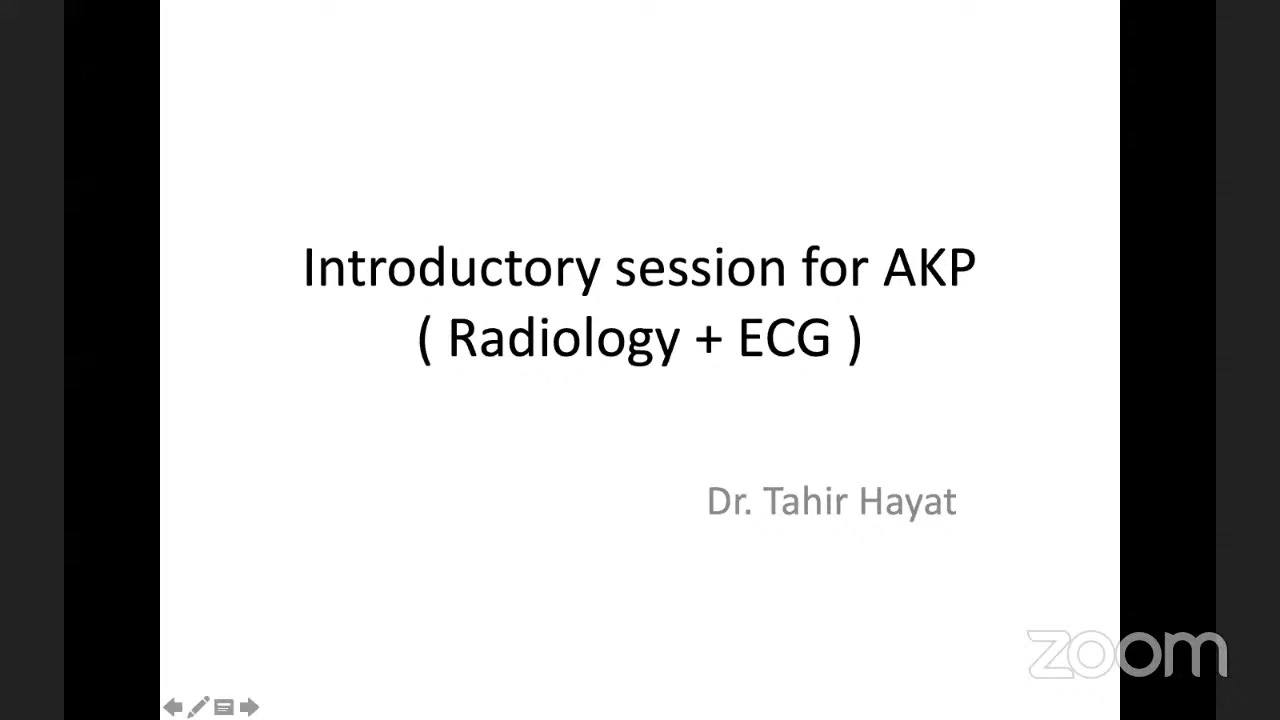 Introductory session for AKP
( Radiology + ECG )
Dr. Tahir Hayat
zoom